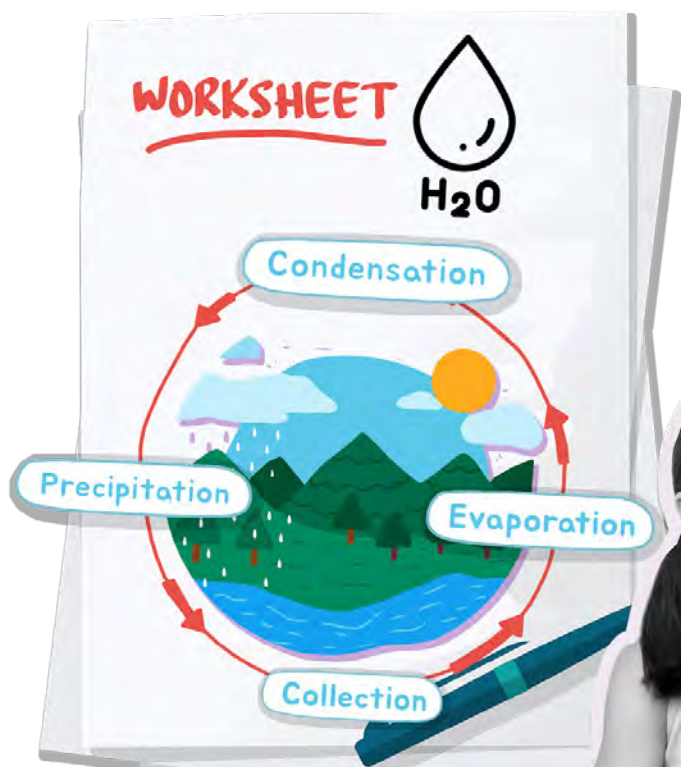 WORKSHEET
H2O
Condensation
Precipitation
Evaporation
Collection